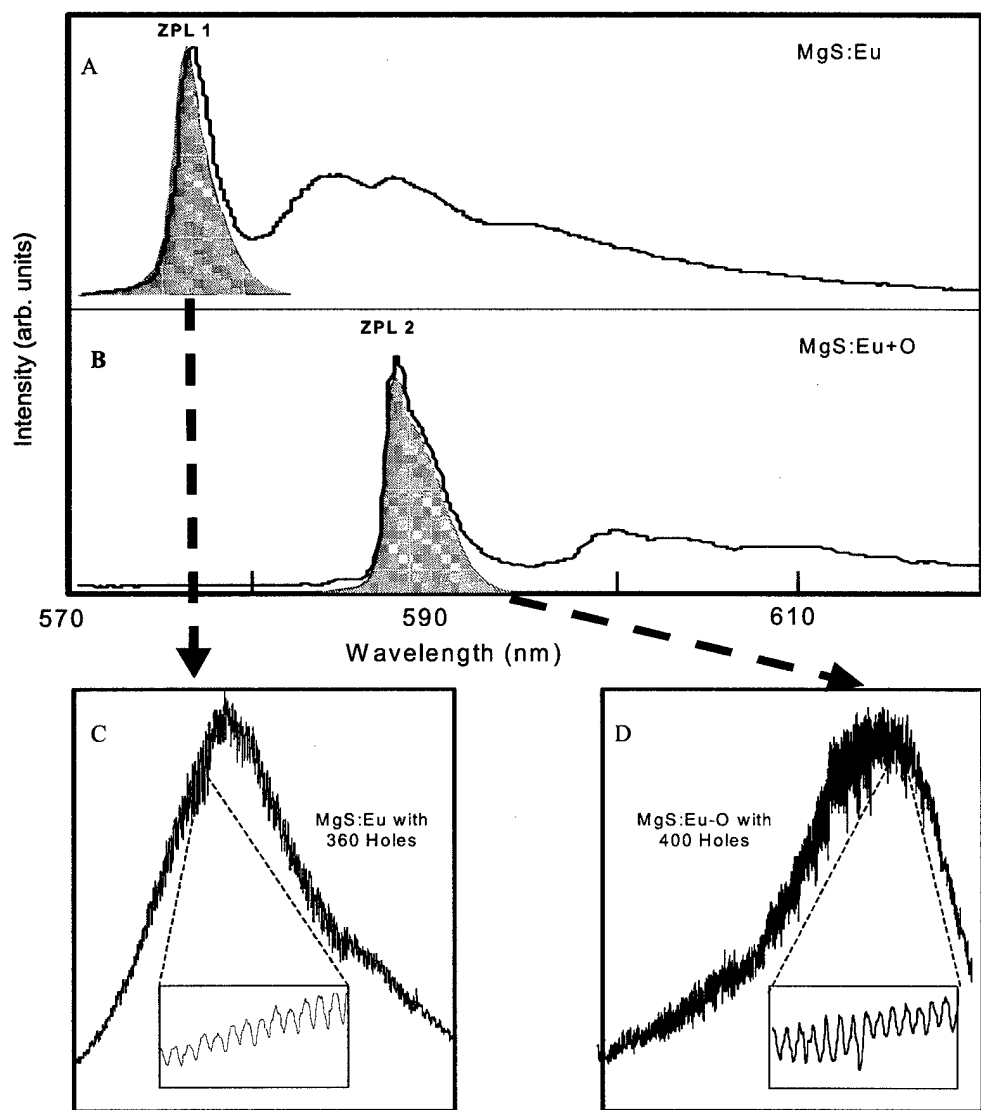 ZPL 1
A
MgS:Eu
ZPL 2
B
MgS:Eu+O
Intensity (arb. units)
570
590
610
Wavelength (nm)
C
MgS:Eu with
360 Holes
D
MgS:Eu-O with
400 Holes